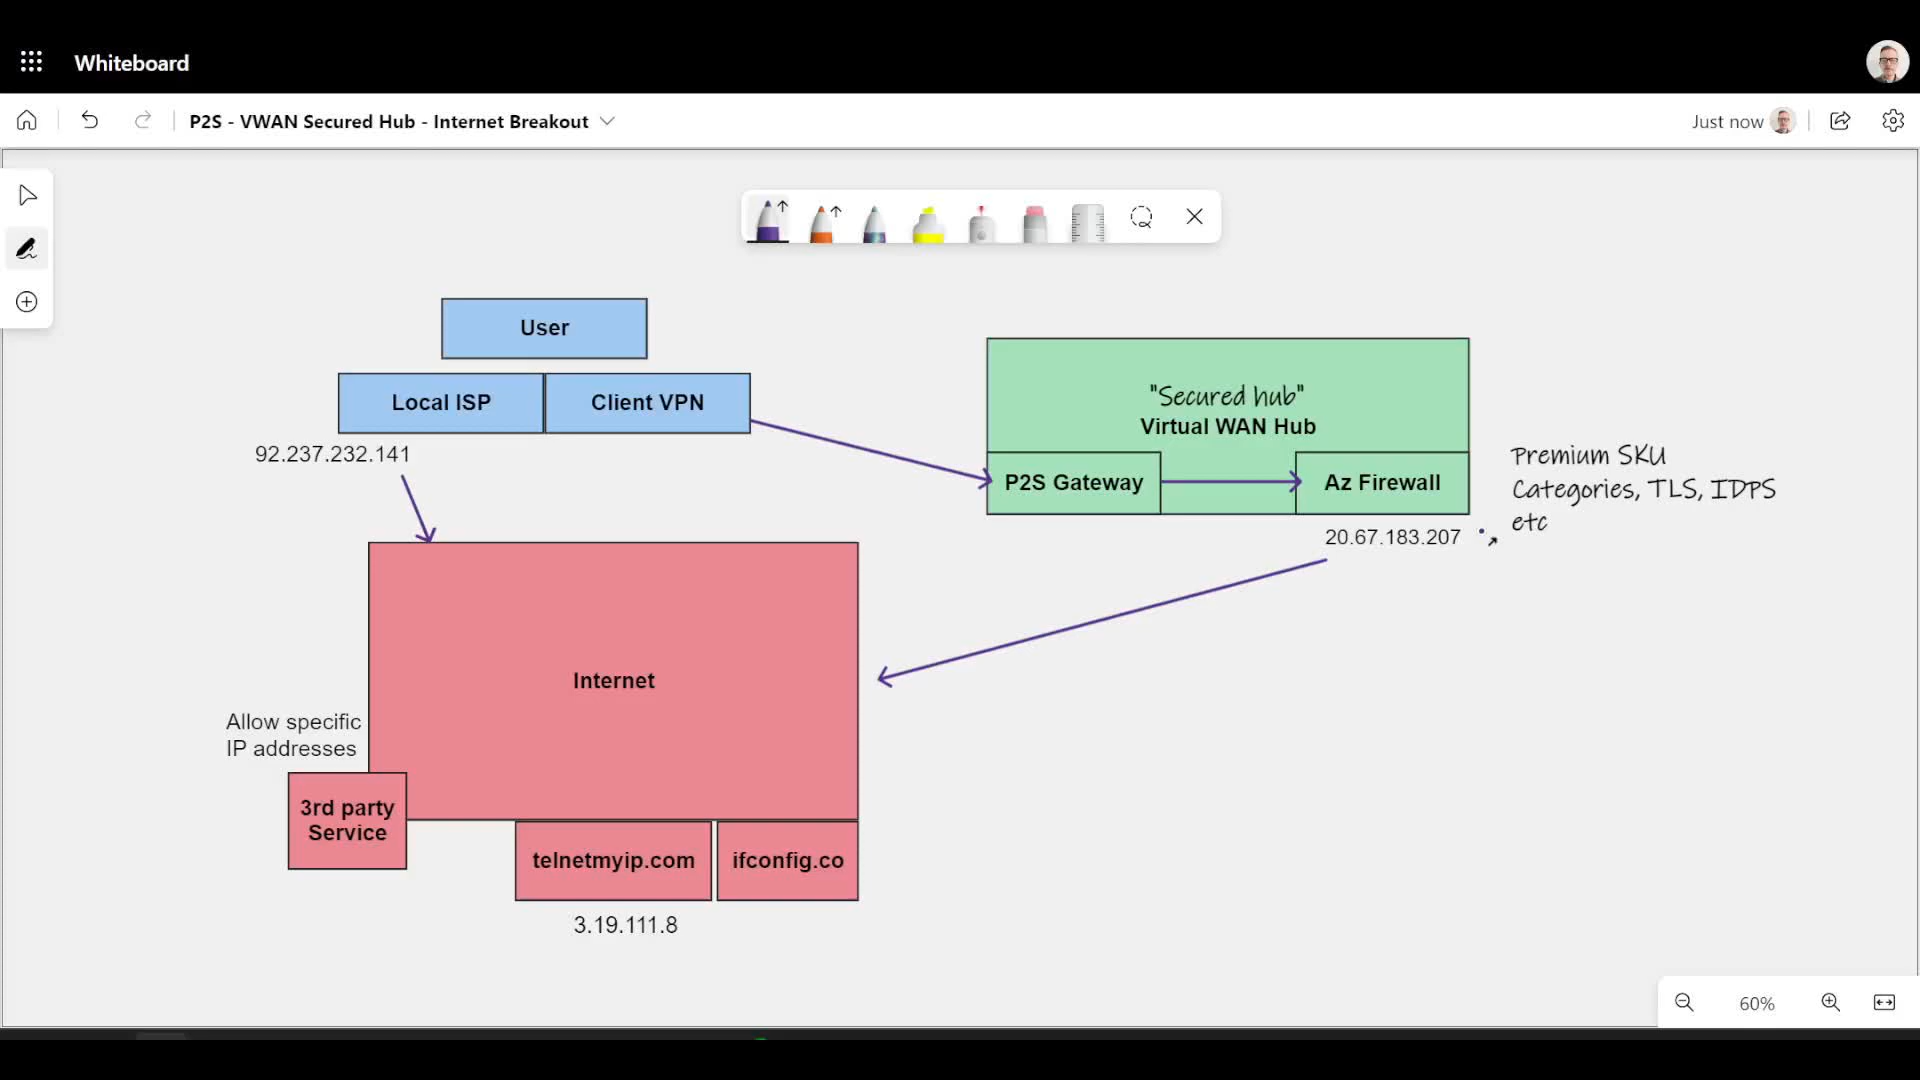 Whiteboard
P2S - VWAN Secured Hub - Internet Breakout
Just now
User
Local ISP
Client VPN
92.237.232.141
"Secured hub"
Virtual WAN Hub
P2S Gateway
Az Firewall
20.67.183.207
Premium SKU
Categories, TLS, IDPS
etc
Internet
Allow specific
IP addresses
3rd party
Service
telnetmyip.com
ifconfig.co
3.19.111.8
60%